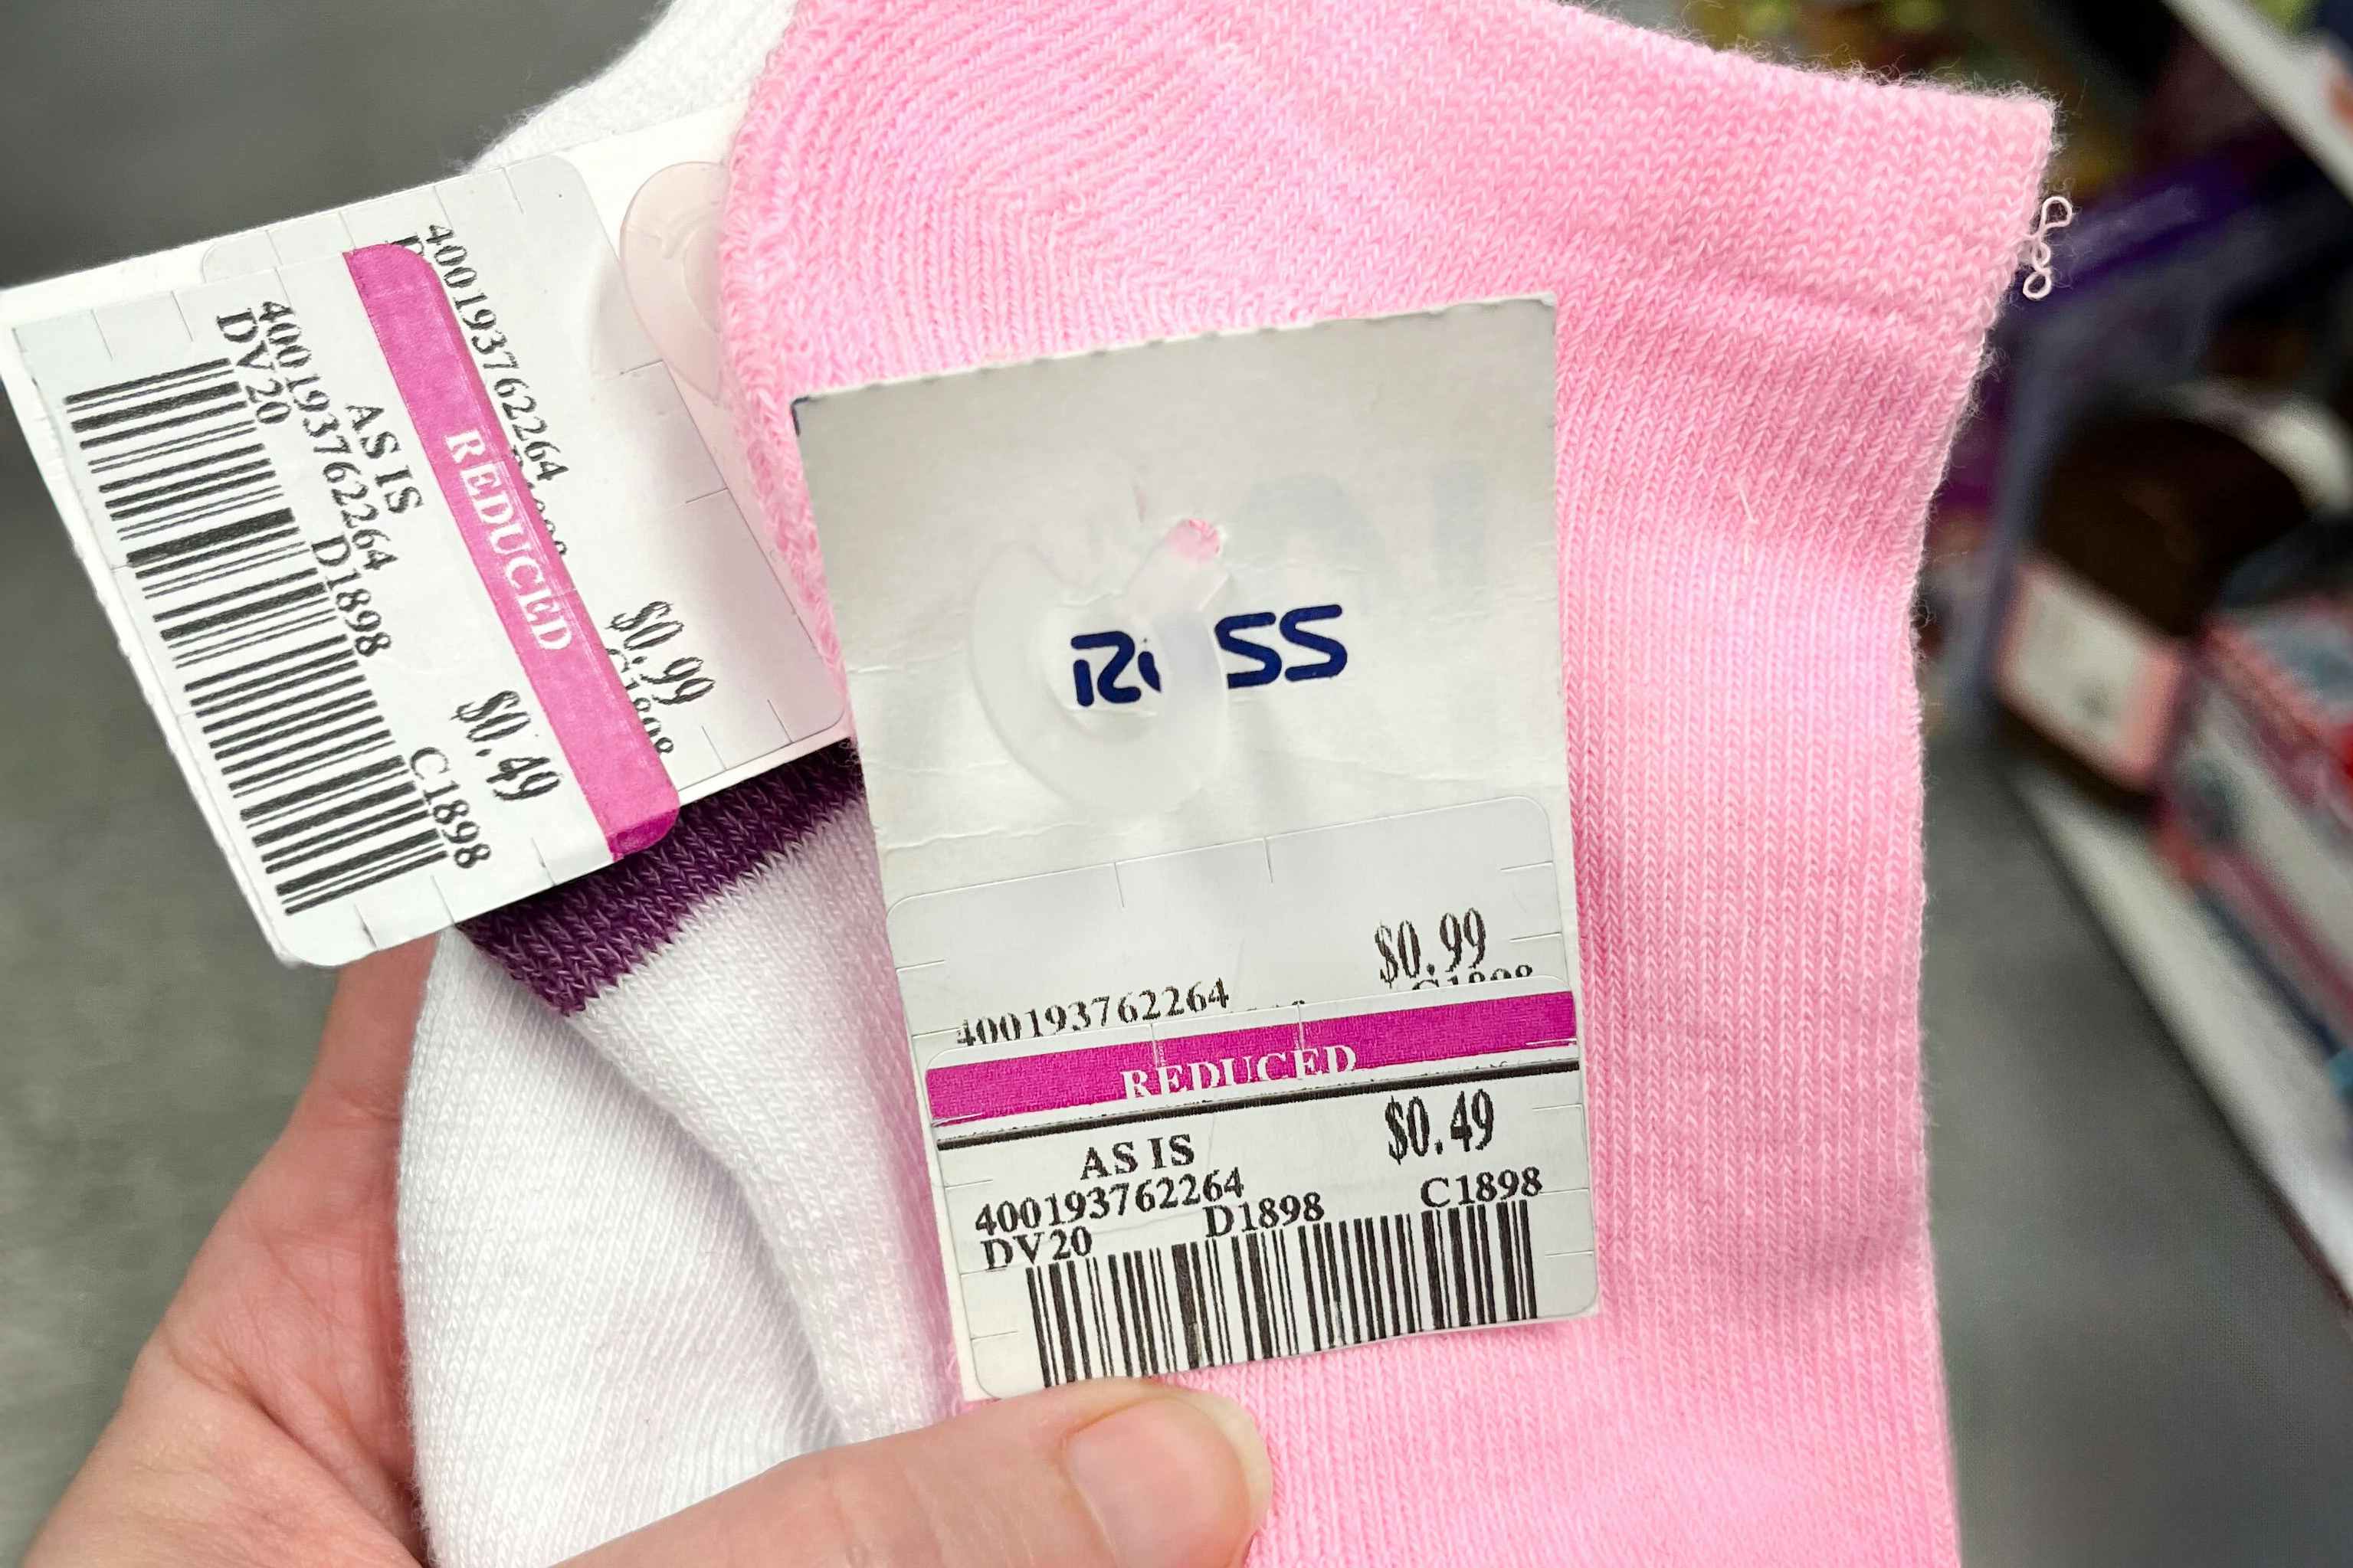 400193762264
$0.99
REDUCED
$0.49
AS IS
400193762264
D1898
C1898
DV20
ROSS
$0.99
400193762264
REDUCED
$0.49
AS IS
400193762264
C1898
DV20
D1898